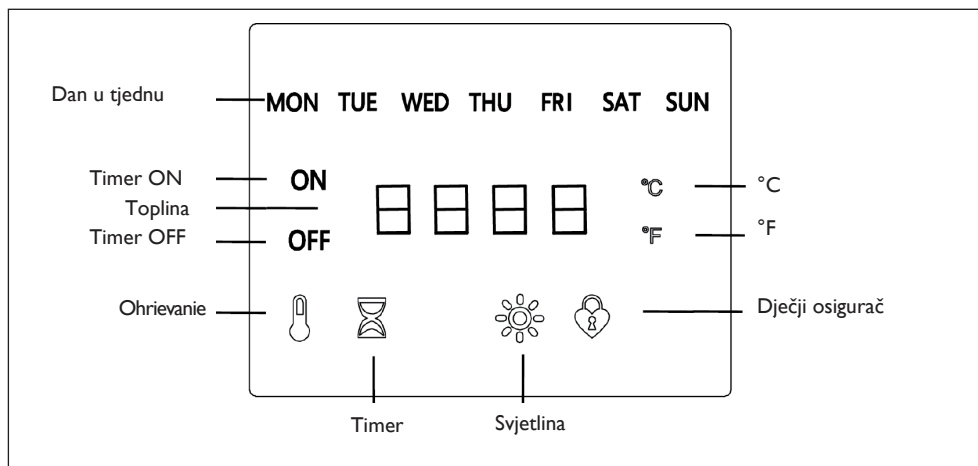 Dan u tjednu
MON TUE WED THU FRI SAT SUN
Timer ON
ON
Toplina
Timer OFF
OFF
8888
°C
°C
°F
°F
Ohrievanie
Dječji osigurač
Timer
Svjetlina